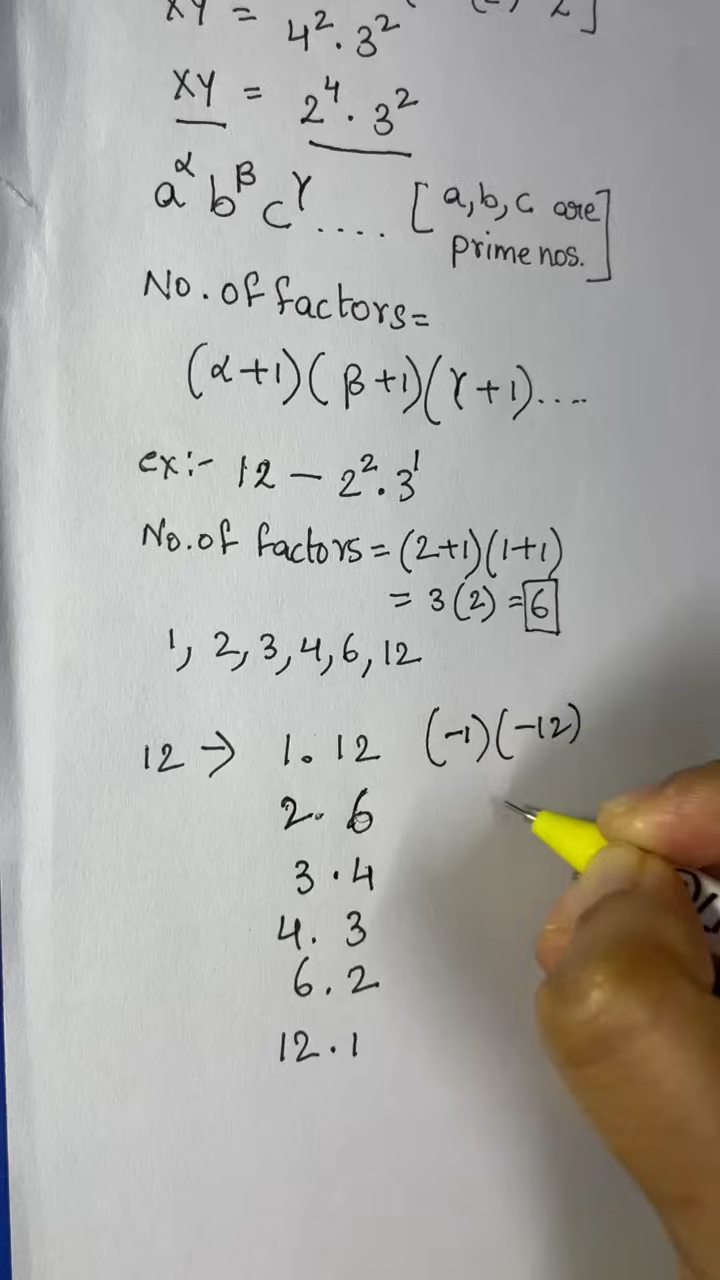 XY = 4². 3²
XY = 2⁴. 3²
a^α b^β c^γ .... [a, b, c are prime nos.]
No. of factors =
(α+1)(β+1)(γ+1)....
ex:- 12 - 2². 3¹
No. of factors = (2+1)(1+1)
= 3(2) = 6
1, 2, 3, 4, 6, 12
12 → 1. 12 (-1)(-12)
2. 6
3 . 4
4. 3
6. 2
12. 1